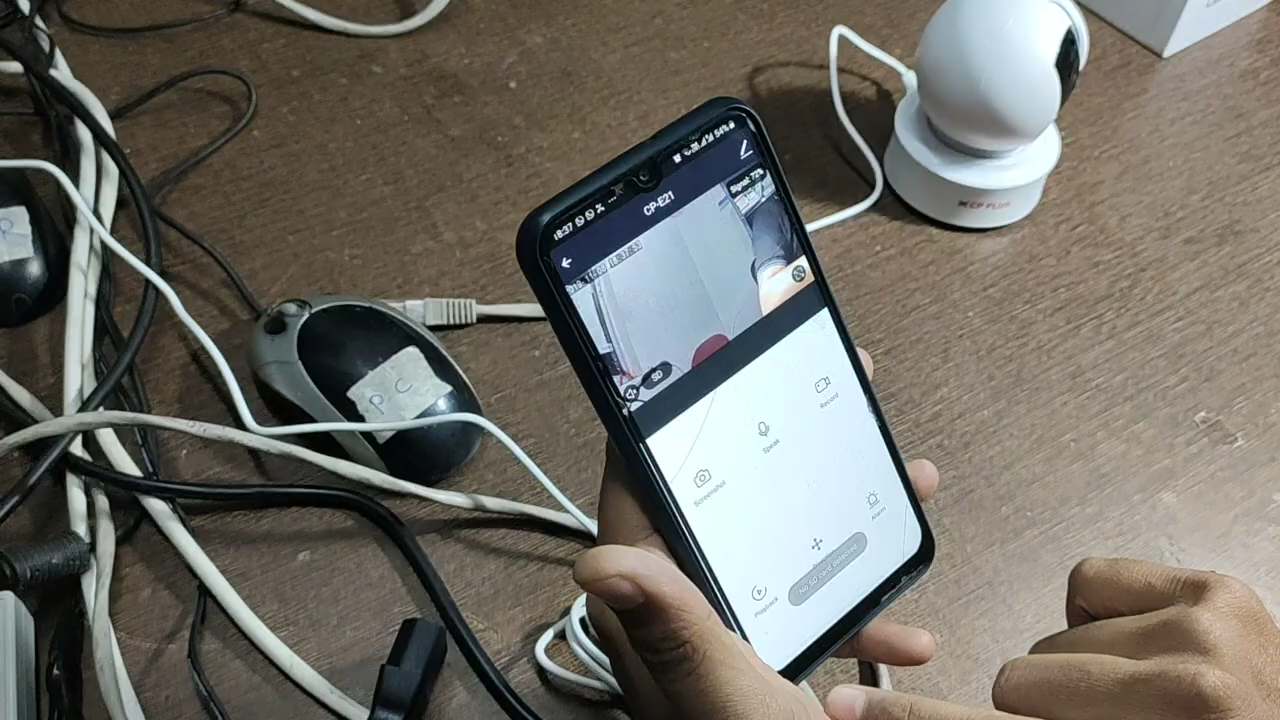 18:37
54%
CP-E21
Signal: 72%
SD
Record
Speak
Screenshot
Alarm
No SD card detected
Playback
PC
CP PLUS